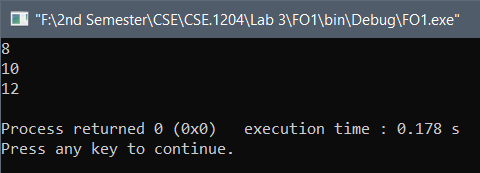 "F:\2nd Semester\CSE\CSE.1204\Lab 3\FO1\bin\Debug\FO1.exe"
8
10
12
Process returned 0 (0x0)   execution time : 0.178 s
Press any key to continue.